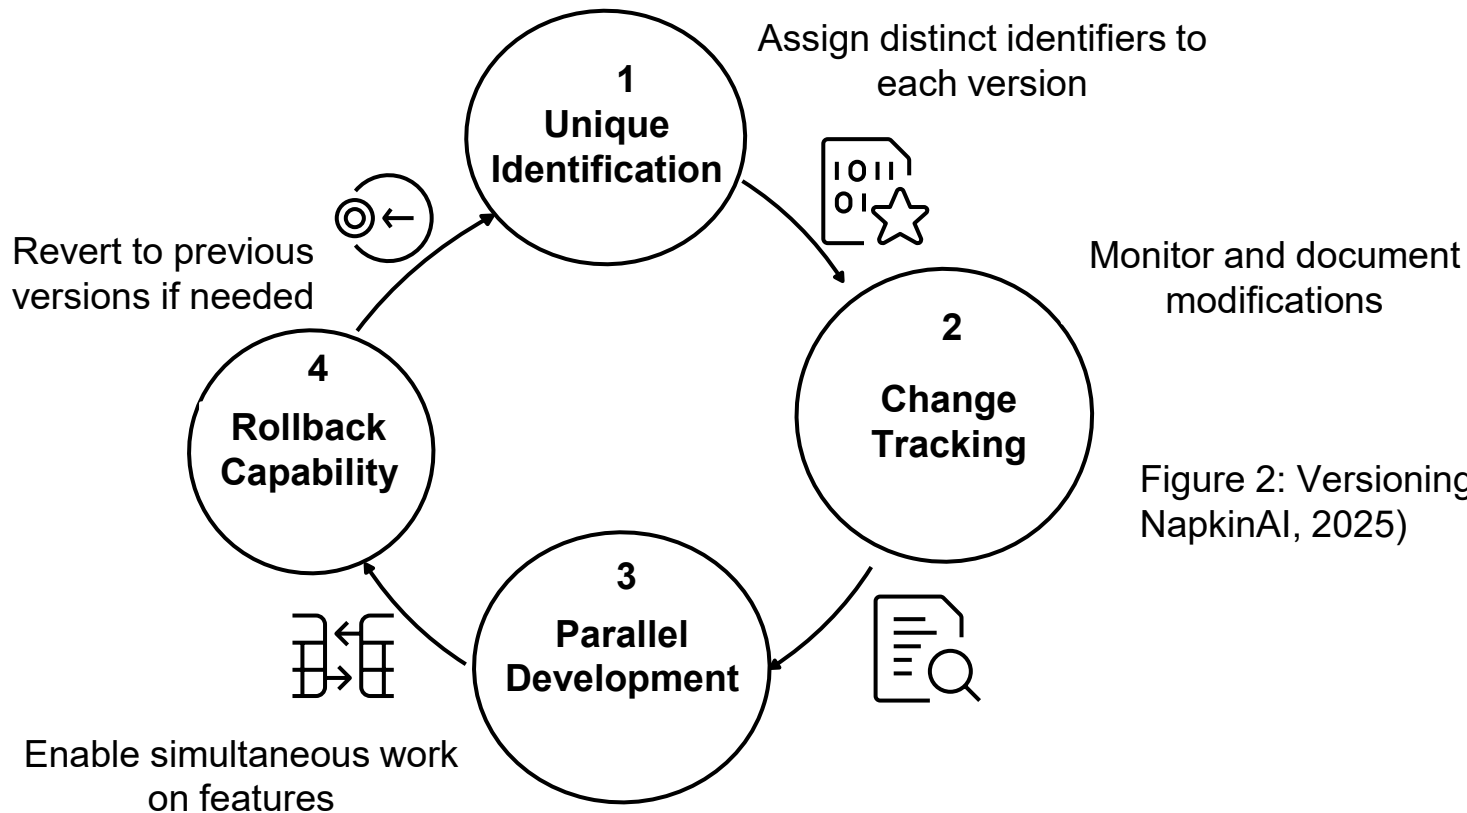 1
Unique
Identification
Assign distinct identifiers to
each version
1011
01
2
Change
Tracking
Monitor and document
modifications
3
Parallel
Development
Enable simultaneous work
on features
4
Rollback
Capability
Revert to previous
versions if needed
Figure 2: Versioning
NapkinAI, 2025)